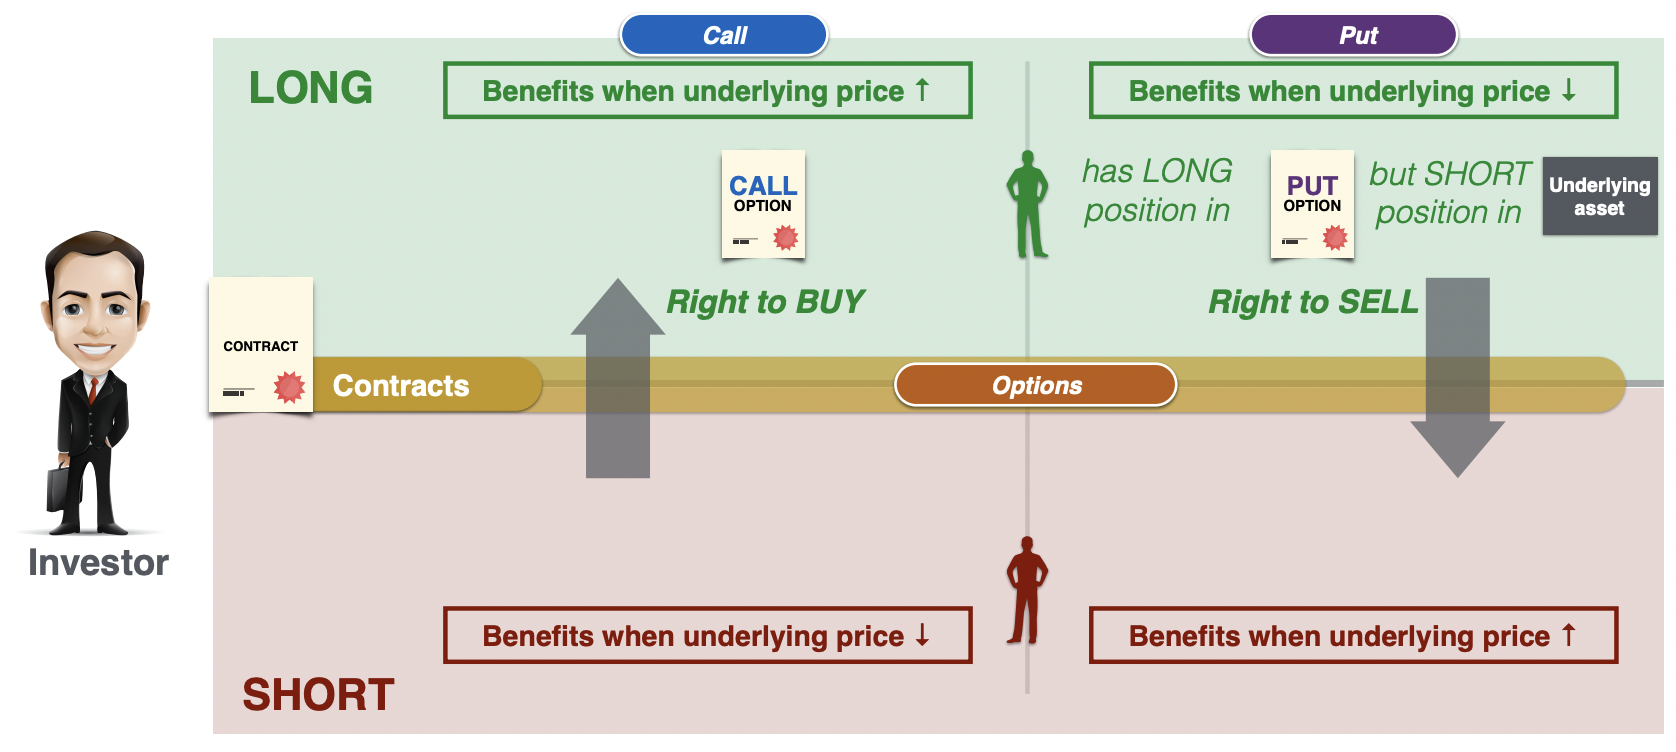 Call
Put
LONG
Benefits when underlying price ↑
Benefits when underlying price ↓
CALL
OPTION
has LONG
position in
PUT
OPTION
but SHORT
position in
Underlying
asset
Right to BUY
Right to SELL
CONTRACT
Contracts
Options
Investor
Benefits when underlying price ↓
Benefits when underlying price ↑
SHORT